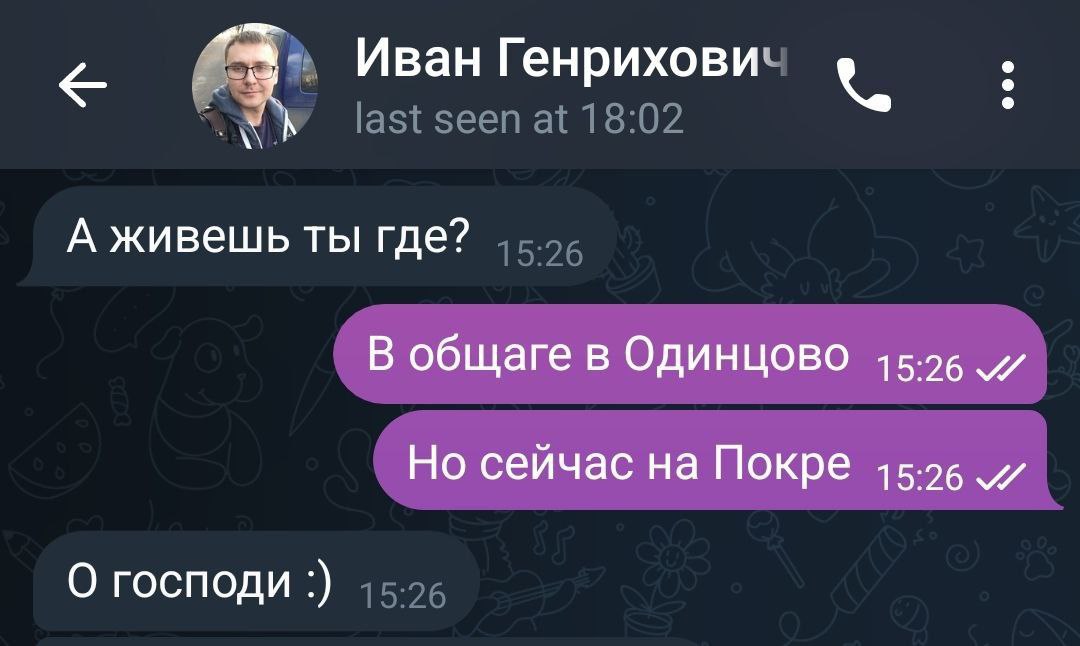 Иван Генрихович
last seen at 18:02
А живешь ты где? 15:26
В общаге в Одинцово 15:26
Но сейчас на Покре 15:26
О господи :) 15:26